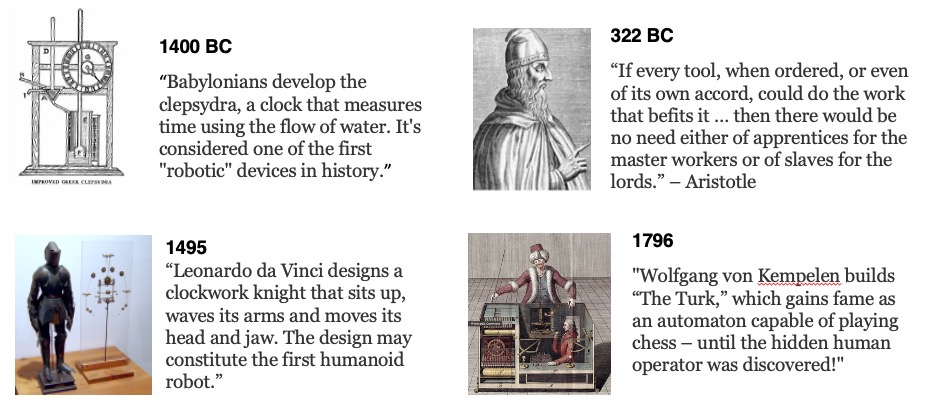 1400 BC
“Babylonians develop the
clepsydra, a clock that measures
time using the flow of water. It's
considered one of the first
"robotic" devices in history.”
IMPROVED GREEK CLEPSYDRA
322 BC
“If every tool, when ordered, or even
of its own accord, could do the work
that befits it ... then there would be
no need either of apprentices for the
master workers or of slaves for the
lords.” – Aristotle
1495
“Leonardo da Vinci designs a
clockwork knight that sits up,
waves its arms and moves its
head and jaw. The design may
constitute the first humanoid
robot.”
1796
"Wolfgang von Kempelen builds
“The Turk,” which gains fame as
an automaton capable of playing
chess – until the hidden human
operator was discovered!"